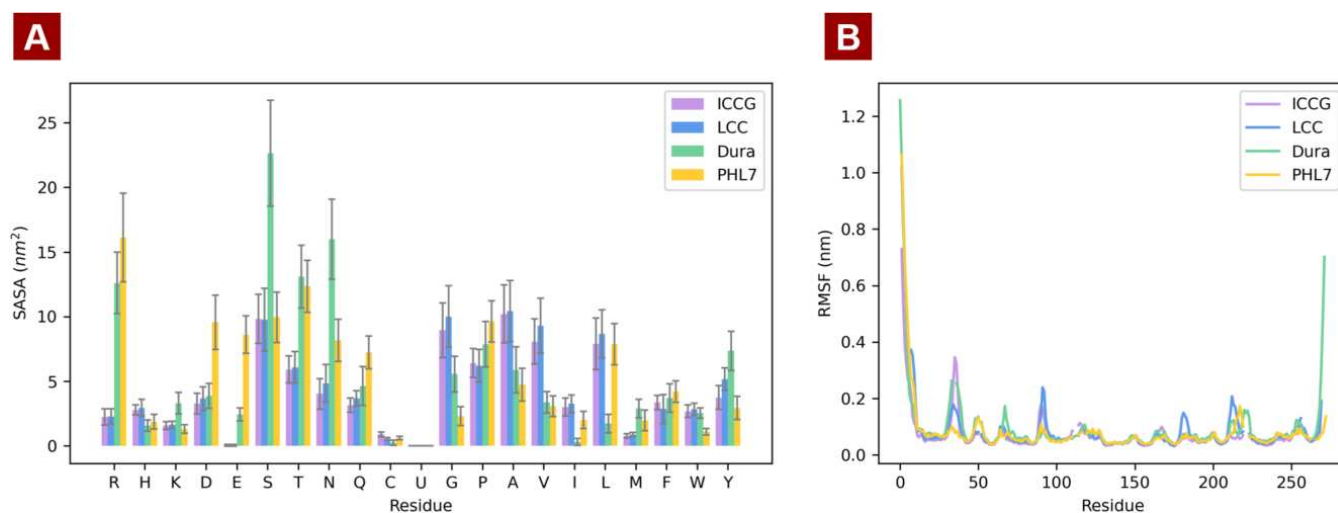 A
B
25
20
15
10
5
0
SASA (nm²)
ICCG
LCC
Dura
PHL7
R H K D E S T N Q C U G P A V I L M F W Y
Residue
1.2
1.0
0.8
0.6
0.4
0.2
0.0
RMSF (nm)
ICCG
LCC
Dura
PHL7
0 50 100 150 200 250
Residue